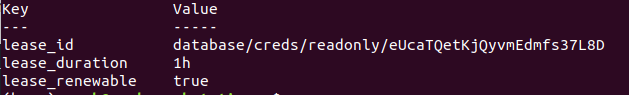 Key Value
--- -----
lease_id database/creds/readonly/eUcaTQetKjQyvmEdmfs37L8D
lease_duration 1h
lease_renewable true